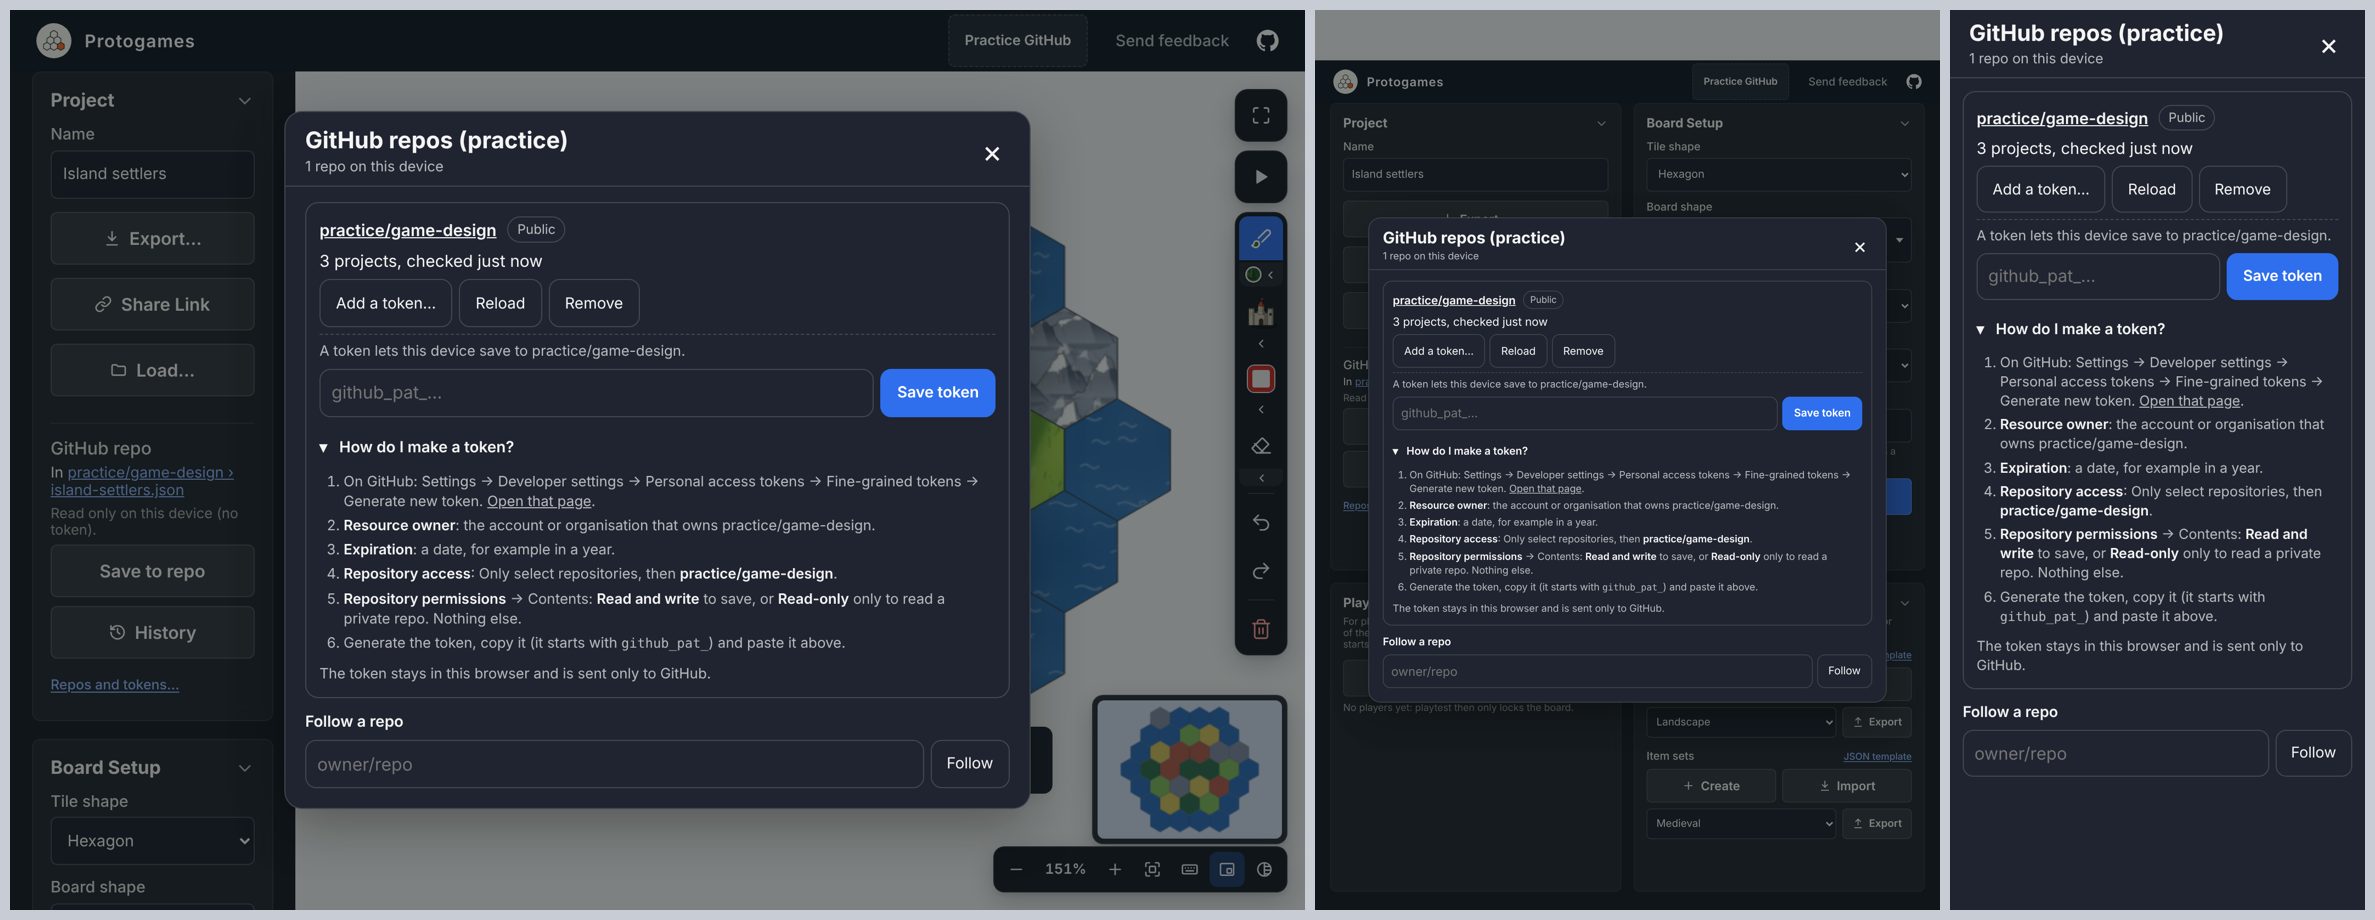 Protogames
Practice GitHub
Send feedback
Project
Name
Island settlers
Export...
Share Link
Load...
GitHub repo
In practice/game-design ›
island-settlers.json
Read only on this device (no
token).
Save to repo
History
Repos and tokens...
Board Setup
Tile shape
Hexagon
Board shape
GitHub repos (practice)
1 repo on this device
practice/game-design Public
3 projects, checked just now
Add a token... Reload Remove
A token lets this device save to practice/game-design.
github_pat_... Save token
How do I make a token?
1. On GitHub: Settings → Developer settings → Personal access tokens → Fine-grained tokens →
Generate new token. Open that page.
2. Resource owner: the account or organisation that owns practice/game-design.
3. Expiration: a date, for example in a year.
4. Repository access: Only select repositories, then practice/game-design.
5. Repository permissions → Contents: Read and write to save, or Read-only only to read a
private repo. Nothing else.
6. Generate the token, copy it (it starts with github_pat_) and paste it above.
The token stays in this browser and is sent only to GitHub.
Follow a repo
owner/repo Follow
151%
Protogames
Practice GitHub
Send feedback
Project
Name
Island settlers
Export
Board Setup
Tile shape
Hexagon
Board shape
GitHub repos (practice)
1 repo on this device
practice/game-design Public
3 projects, checked just now
Add a token... Reload Remove
A token lets this device save to practice/game-design.
github_pat_... Save token
How do I make a token?
1. On GitHub: Settings → Developer settings → Personal access tokens → Fine-grained tokens →
Generate new token. Open that page.
2. Resource owner: the account or organisation that owns practice/game-design.
3. Expiration: a date, for example in a year.
4. Repository access: Only select repositories, then practice/game-design.
5. Repository permissions → Contents: Read and write to save, or Read-only only to read a
private repo. Nothing else.
6. Generate the token, copy it (it starts with github_pat_) and paste it above.
The token stays in this browser and is sent only to GitHub.
Follow a repo
owner/repo Follow
No players yet: playtest then only locks the board.
Landscape Export
Item sets JSON template
Create Import
Medieval Export
GitHub repos (practice)
1 repo on this device
practice/game-design Public
3 projects, checked just now
Add a token... Reload Remove
A token lets this device save to practice/game-design.
github_pat_... Save token
How do I make a token?
1. On GitHub: Settings → Developer settings →
Personal access tokens → Fine-grained tokens →
Generate new token. Open that page.
2. Resource owner: the account or organisation that
owns practice/game-design.
3. Expiration: a date, for example in a year.
4. Repository access: Only select repositories, then
practice/game-design.
5. Repository permissions → Contents: Read and
write to save, or Read-only only to read a private
repo. Nothing else.
6. Generate the token, copy it (it starts with
github_pat_) and paste it above.
The token stays in this browser and is sent only to
GitHub.
Follow a repo
owner/repo Follow